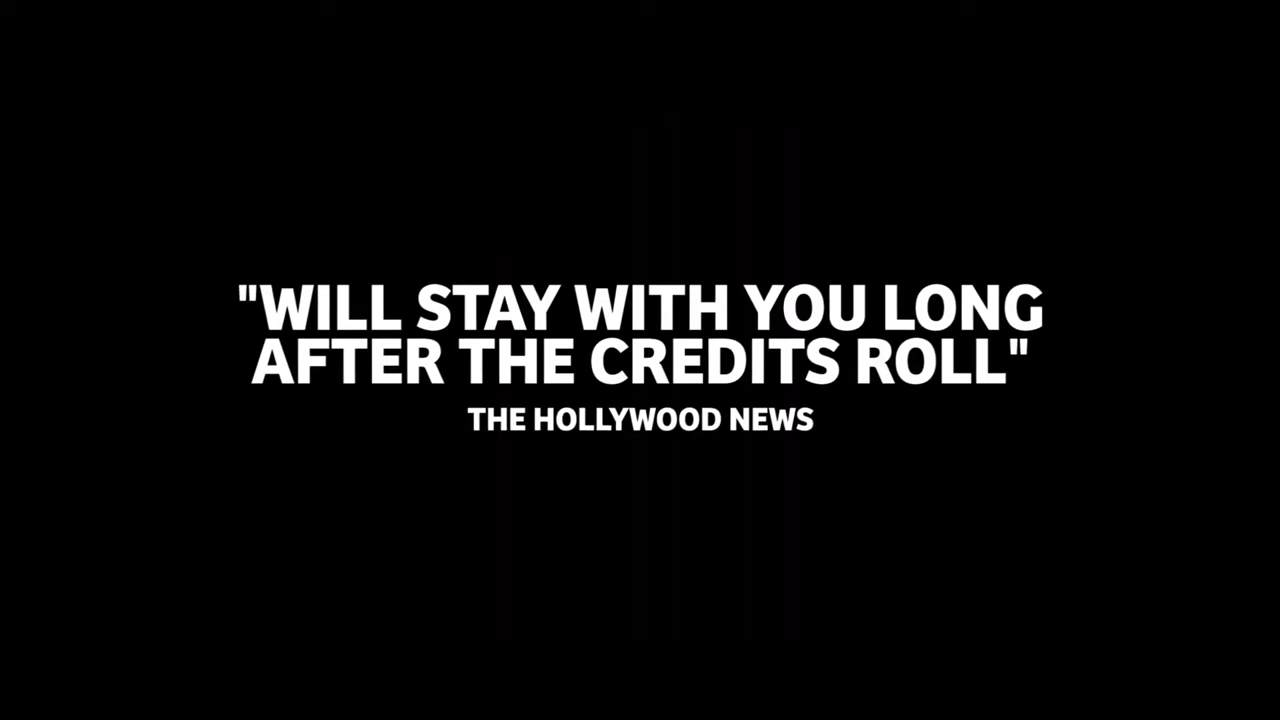 "WILL STAY WITH YOU LONG
AFTER THE CREDITS ROLL"
THE HOLLYWOOD NEWS